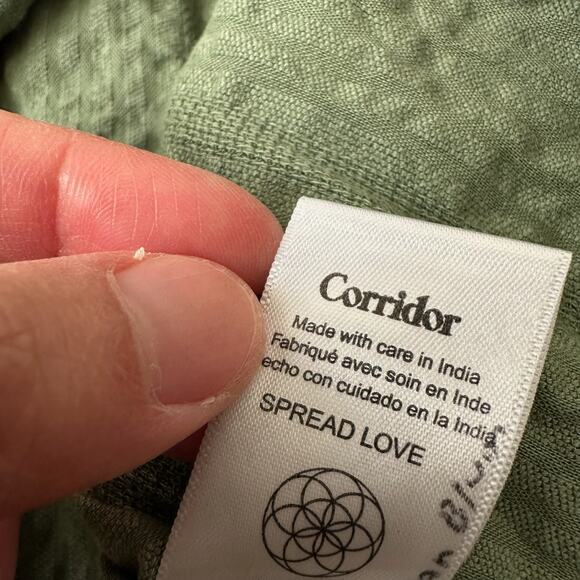 Corridor
Made with care in India
Fabriqué avec soin en Inde
echo con cuidado en la India
SPREAD LOVE